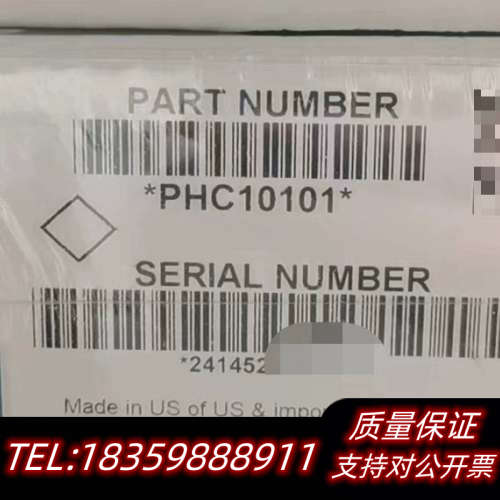 PART NUMBER
*PHC10101*
SERIAL NUMBER
*241452
Made in US of US &
TEL:18359888911
质量保证
支持对公开票